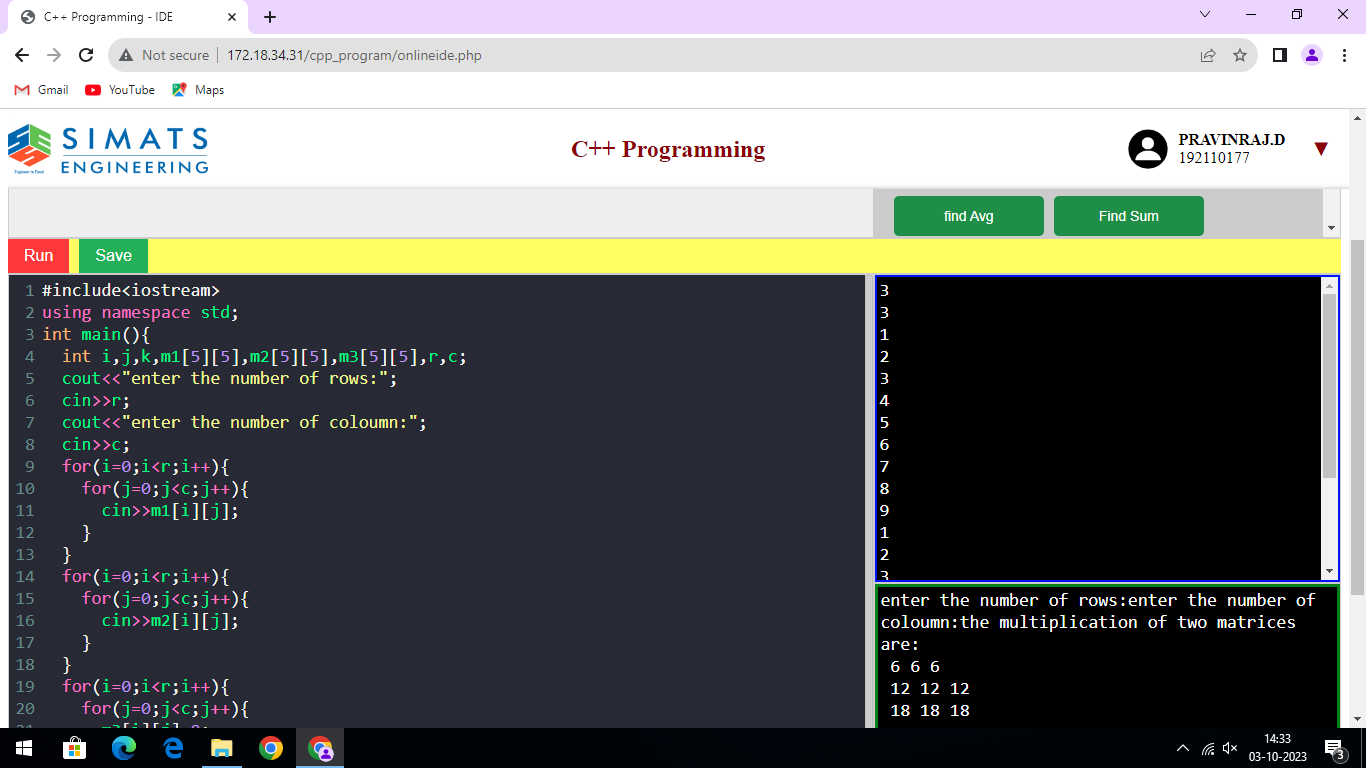 C++ Programming - IDE
Not secure 172.18.34.31/cpp_program/onlineide.php
Gmail YouTube Maps
SIMATS
ENGINEERING
Engineer to Excel
C++ Programming
PRAVINRAJ.D
192110177
find Avg Find Sum
Run Save
1 #include<iostream>
2 using namespace std;
3 int main(){
4 int i,j,k,m1[5][5],m2[5][5],m3[5][5],r,c;
5 cout<<"enter the number of rows:";
6 cin>>r;
7 cout<<"enter the number of coloumn:";
8 cin>>c;
9 for(i=0;i<r;i++){
10 for(j=0;j<c;j++){
11 cin>>m1[i][j];
12 }
13 }
14 for(i=0;i<r;i++){
15 for(j=0;j<c;j++){
16 cin>>m2[i][j];
17 }
18 }
19 for(i=0;i<r;i++){
20 for(j=0;j<c;j++){
3
3
1
2
3
4
5
6
7
8
9
1
2
3
enter the number of rows:enter the number of
coloumn:the multiplication of two matrices
are:
6 6 6
12 12 12
18 18 18
14:33
03-10-2023
3